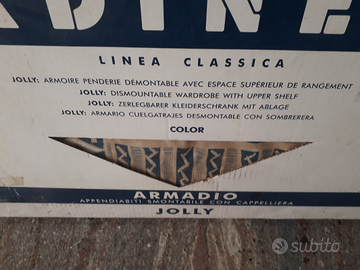 LINEA CLASSICA
JOLLY: ARMOIRE PENDERIE DÉMONTABLE AVEC ESPACE SUPÉRIEUR DE RANGEMENT
JOLLY: DISMOUNTABLE WARDROBE WITH UPPER SHELF
JOLLY: ZERLEGBARER KLEIDERSCHRANK MIT ABLAGE
JOLLY: ARMARIO CUELGATRAJES DESMONTABLE CON SOMBRERERA
COLOR
ARMADIO
APPENDIABITI SMONTABILE CON CAPPELLIERA
JOLLY
subito